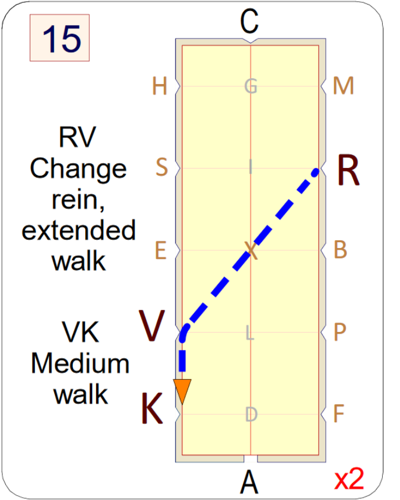 15
C
H G M
RV
Change
rein,
extended
walk
S I R
E X B
V L P
VK
Medium
walk
K D F
A
x2